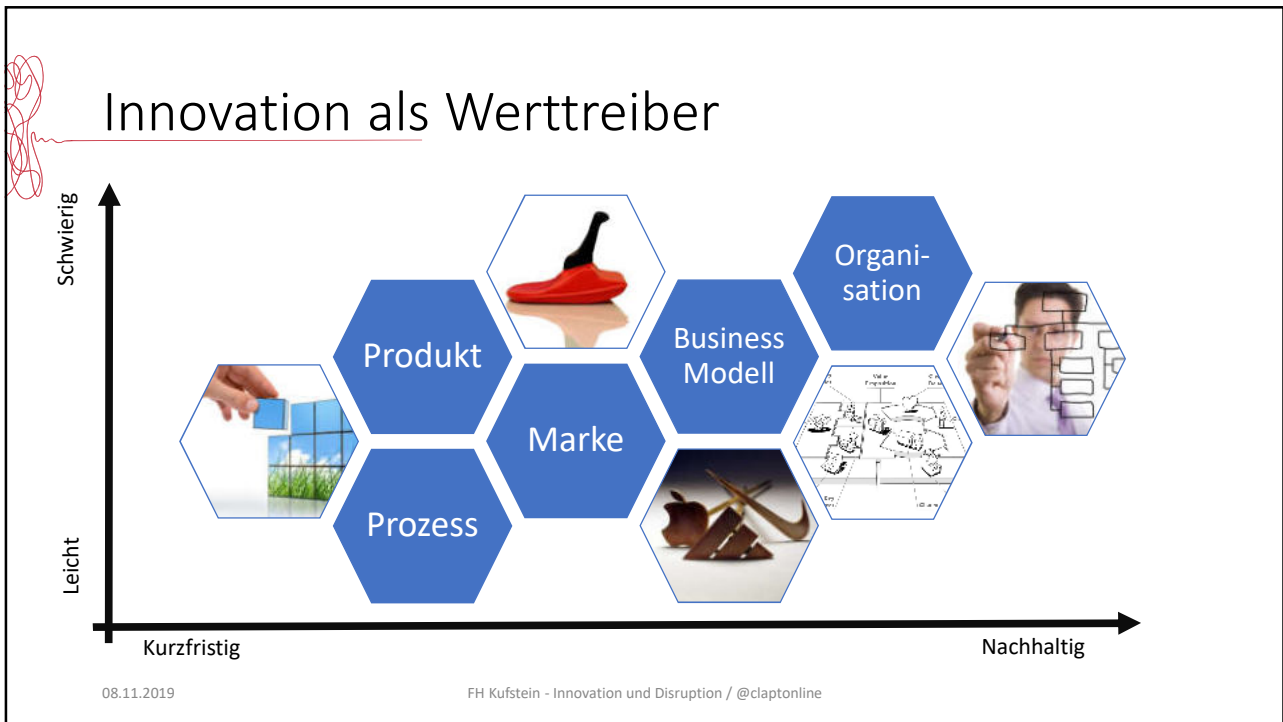 Innovation als Werttreiber
Schwierig
Leicht
Produkt
Prozess
Marke
Business
Modell
Organi-
sation
Value
Kurzfristig
Nachhaltig
08.11.2019
FH Kufstein - Innovation und Disruption / @claptonline